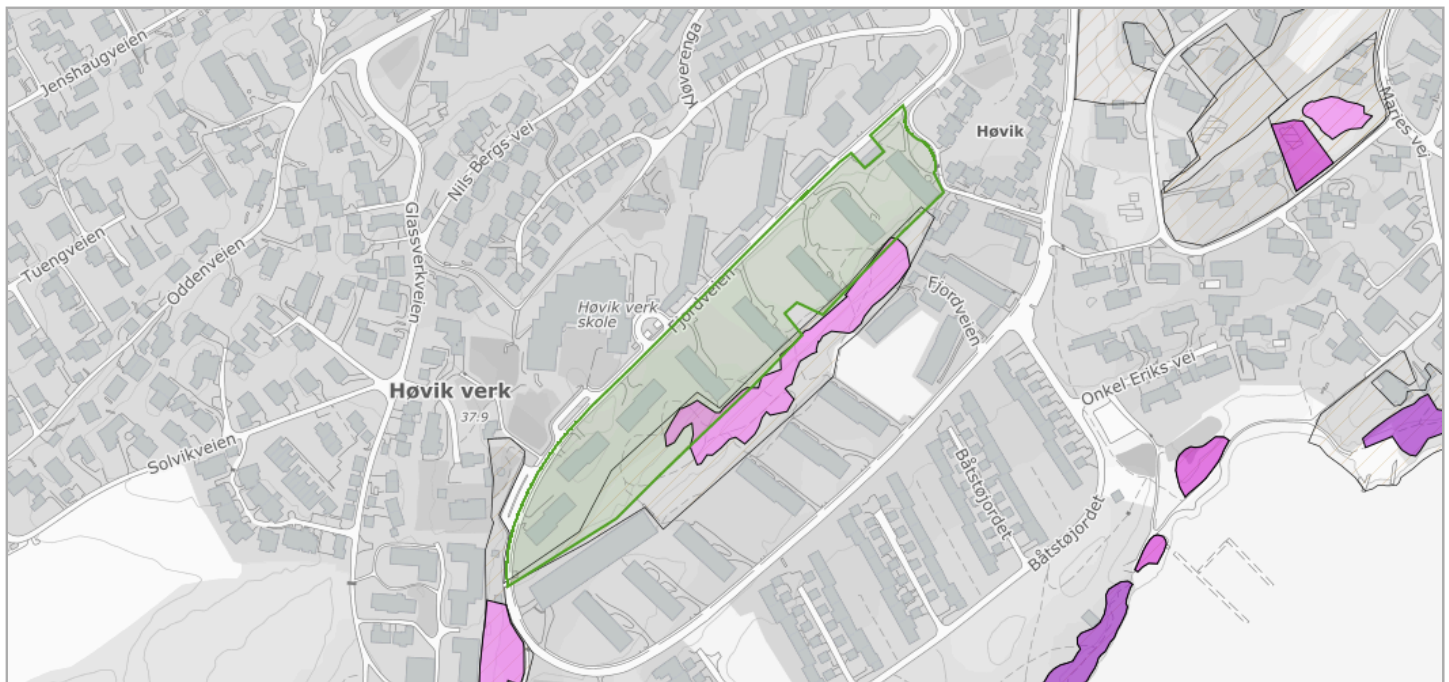 Jenshaugveien
Kløverenga
Maries vei
Nils Bergs vei
Høvik
Tuengveien
Oddenveien
Glassverkveien
Fjordveien
Høvik verk
skole
Fjordveien
Onkel Eriks vei
Høvik verk
37.9
Solvikveien
Båtstøjordet
Båtstøjordet